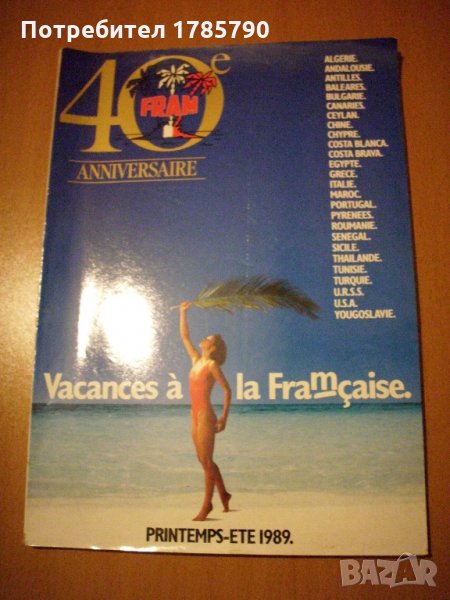 Потребител 1785790
40e
FRAM
ANNIVERSAIRE
ALGERIE.
ANDALOUSIE.
ANTILLES.
BALEARES.
BULGARIE.
CANARIES.
CEYLAN.
CHINE.
CHYPRE.
COSTA BLANCA.
COSTA BRAVA.
EGYPTE.
GRECE.
ITALIE.
MAROC.
PORTUGAL.
PYRENEES.
ROUMANIE.
SENEGAL.
SICILE.
THAILANDE.
TUNISIE.
TURQUIE.
U.R.S.S.
U.S.A.
YOUGOSLAVIE.
Vacances à la Framçaise.
PRINTEMPS-ETE 1989.
BAZAR